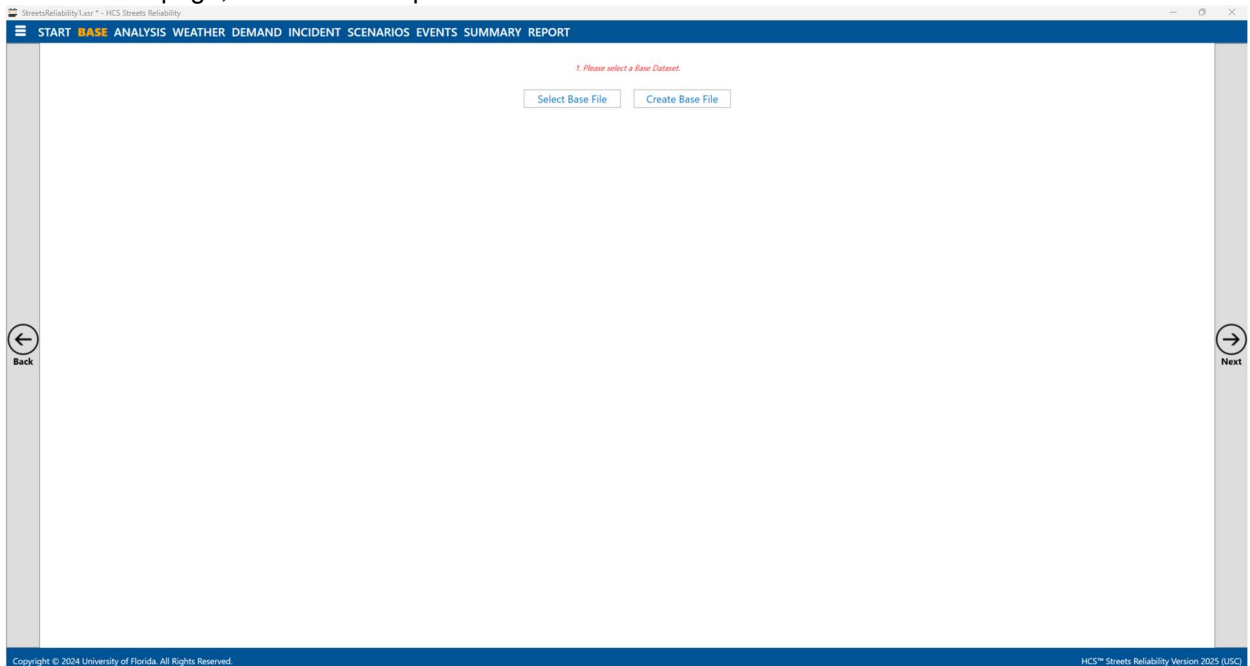 StreetsReliability1.xsr * - HCS Streets Reliability
START BASE ANALYSIS WEATHER DEMAND INCIDENT SCENARIOS EVENTS SUMMARY REPORT
1. Please select a Base Dataset.
Select Base File Create Base File
Back
Next
Copyright © 2024 University of Florida. All Rights Reserved.
HCS™ Streets Reliability Version 2025 (USC)